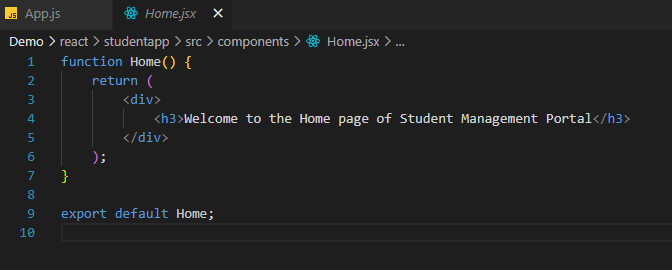 JS App.js Home.jsx ×
Demo > react > studentapp > src > components > Home.jsx > ...
1 function Home() {
2     return (
3         <div>
4             <h3>Welcome to the Home page of Student Management Portal</h3>
5         </div>
6     );
7 }
8
9 export default Home;
10